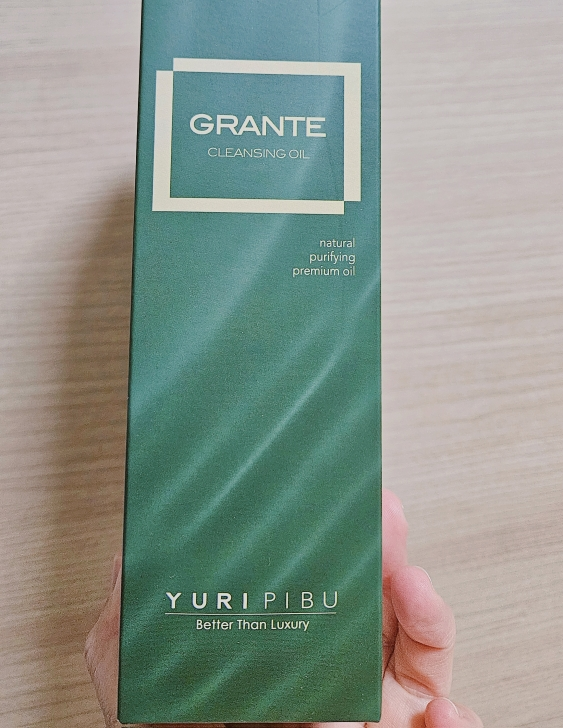 GRANTE
CLEANSING OIL
natural
purifying
premium oil
YURI PIBU
Better Than Luxury